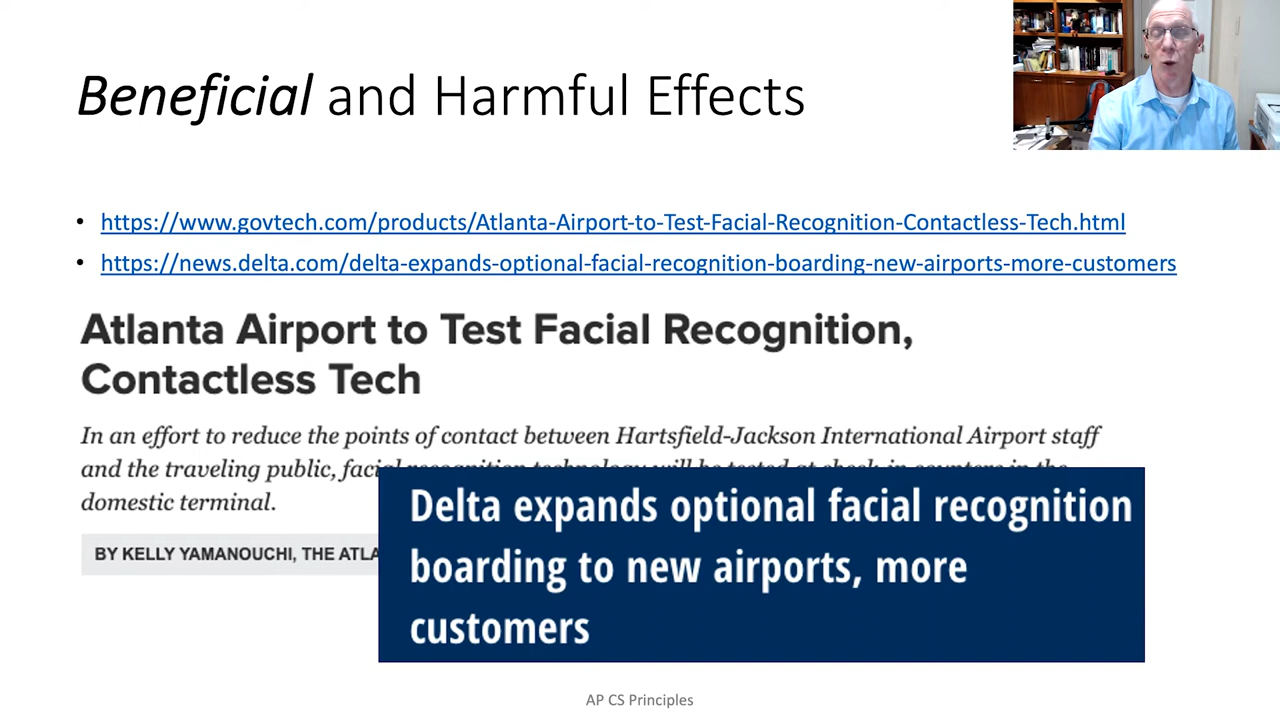 Beneficial and Harmful Effects
• https://www.govtech.com/products/Atlanta-Airport-to-Test-Facial-Recognition-Contactless-Tech.html
• https://news.delta.com/delta-expands-optional-facial-recognition-boarding-new-airports-more-customers
Atlanta Airport to Test Facial Recognition,
Contactless Tech
In an effort to reduce the points of contact between Hartsfield-Jackson International Airport staff
and the traveling public, facial recognition technology will be tested at check-in counters in the
domestic terminal.
BY KELLY YAMANOUCHI, THE ATLA
Delta expands optional facial recognition
boarding to new airports, more
customers
AP CS Principles